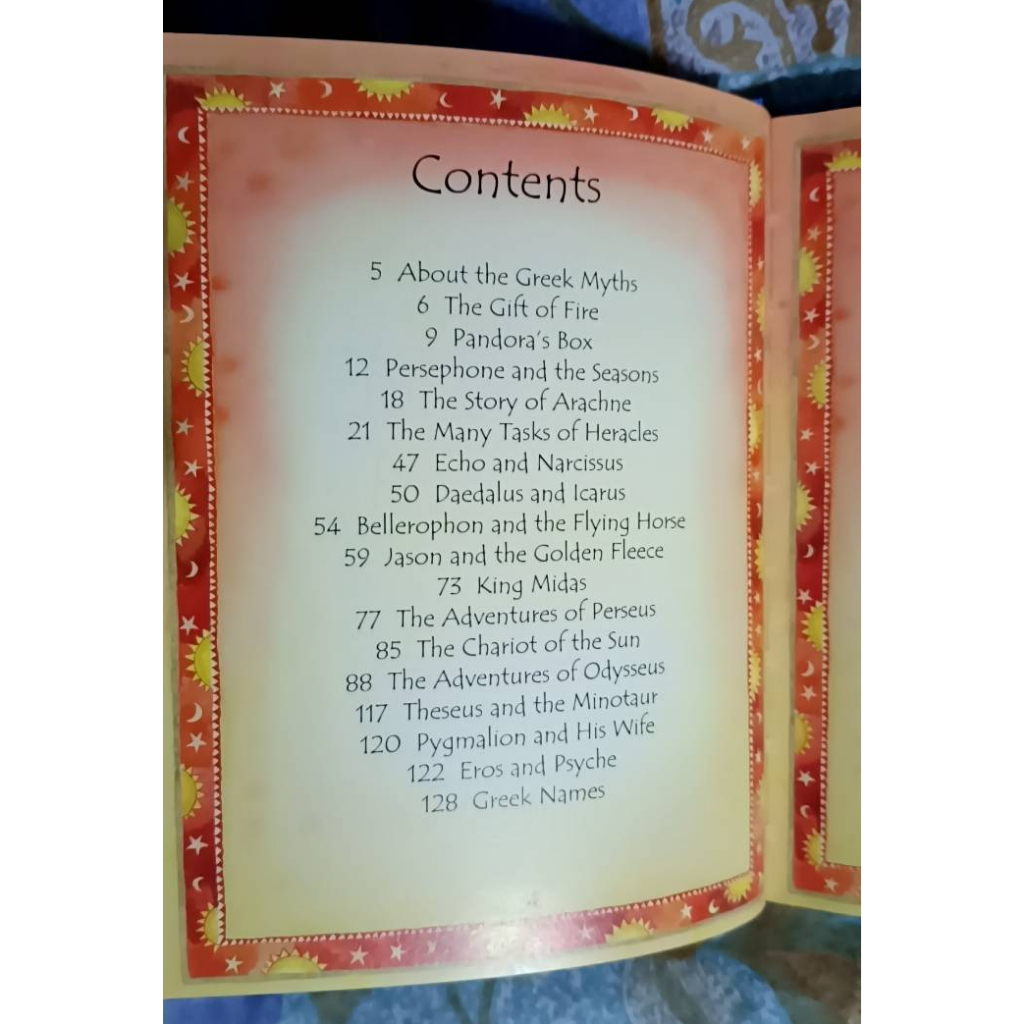 Contents
5 About the Greek Myths
6 The Gift of Fire
9 Pandora's Box
12 Persephone and the Seasons
18 The Story of Arachne
21 The Many Tasks of Heracles
47 Echo and Narcissus
50 Daedalus and Icarus
54 Bellerophon and the Flying Horse
59 Jason and the Golden Fleece
73 King Midas
77 The Adventures of Perseus
85 The Chariot of the Sun
88 The Adventures of Odysseus
117 Theseus and the Minotaur
120 Pygmalion and His Wife
122 Eros and Psyche
128 Greek Names